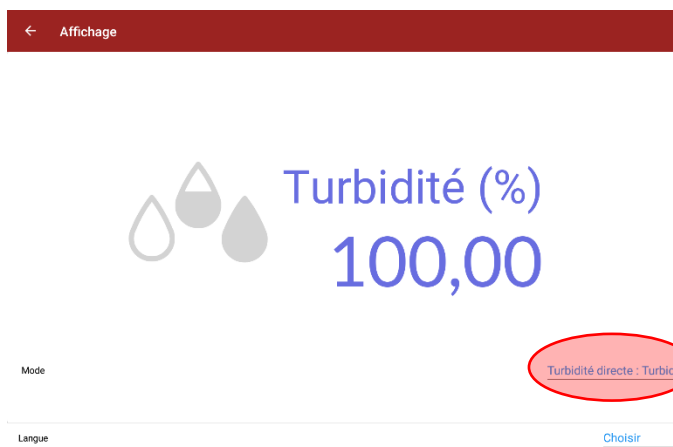 Affichage
Turbidité (%)
100,00
Mode
Turbidité directe :
Langue
Choisir